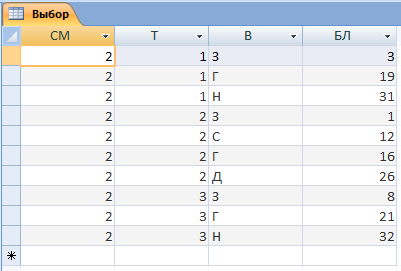 Выбор
СМ Т В БЛ
2 1 З 3
2 1 Г 19
2 1 Н 31
2 2 З 1
2 2 С 12
2 2 Г 16
2 2 Д 26
2 3 З 8
2 3 Г 21
2 3 Н 32